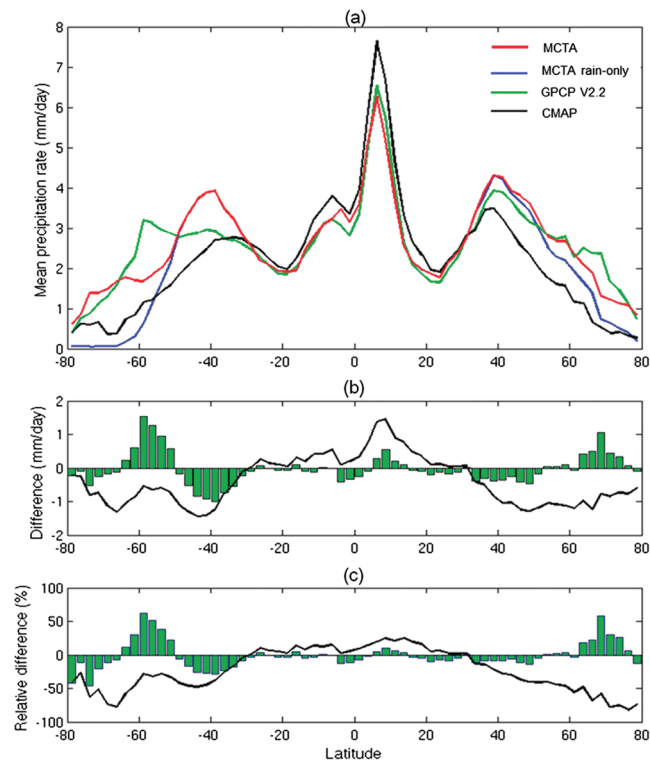 (a)
8
7
6
5
4
3
2
1
0
Mean precipitation rate (mm/day)
MCTA
MCTA rain-only
GPCP V2.2
CMAP
-80 -60 -40 -20 0 20 40 60 80
(b)
2
1
0
-1
-2
Difference (mm/day)
-80 -60 -40 -20 0 20 40 60 80
(c)
100
50
0
-50
-100
Relative difference (%)
-80 -60 -40 -20 0 20 40 60 80
Latitude